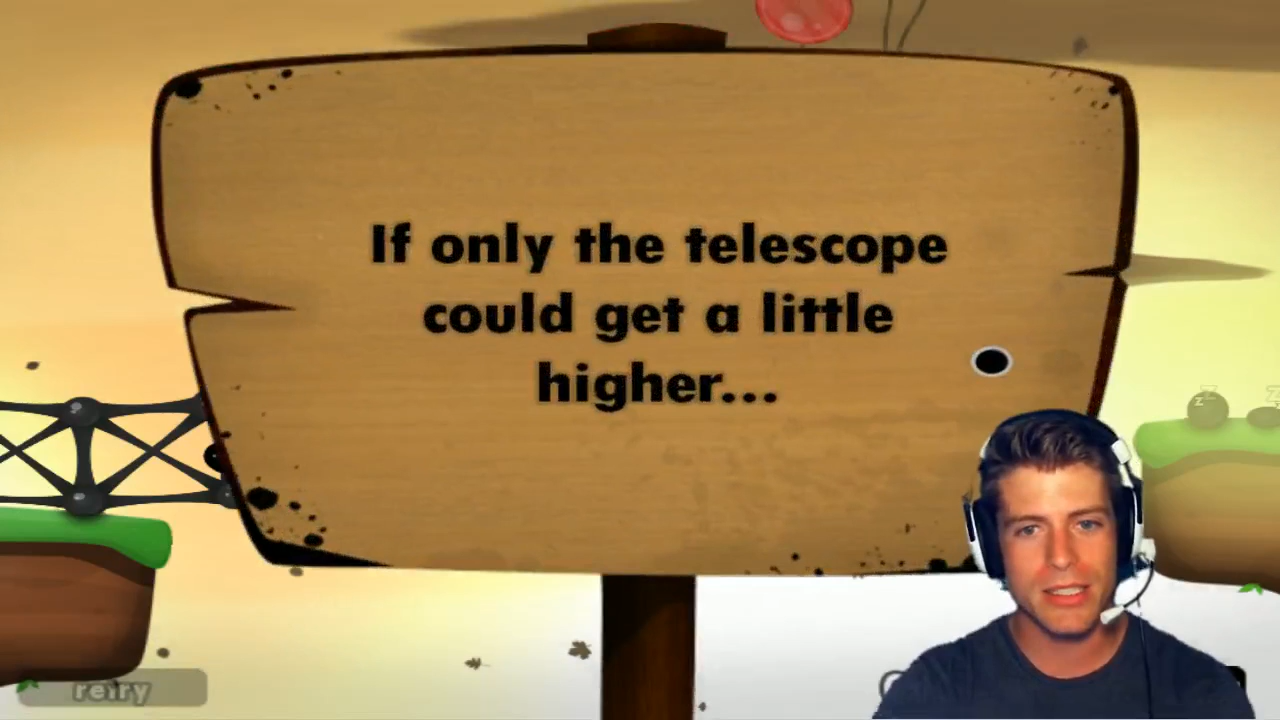 If only the telescope
could get a little
higher...
z z
z
retry